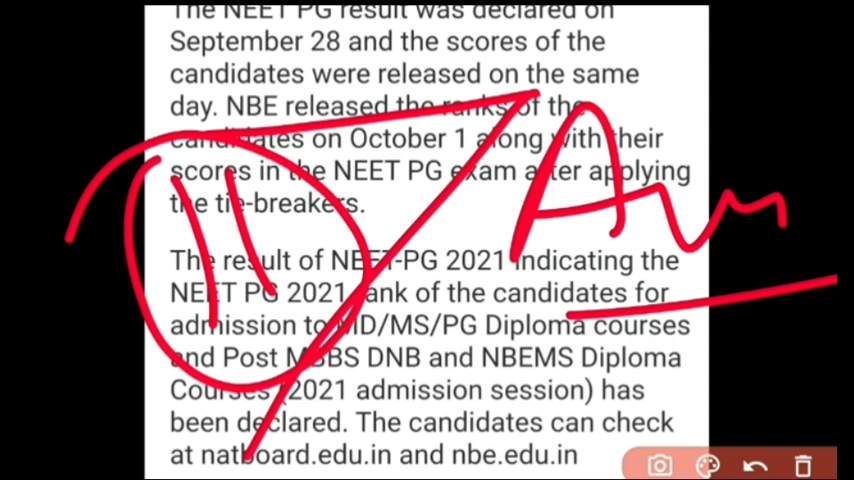 The NEET PG result was declared on
September 28 and the scores of the
candidates were released on the same
day. NBE released the ranks of the
candidates on October 1 along with their
scores in the NEET PG exam after applying
the tie-breakers.
The result of NEET-PG 2021 indicating the
NEET PG 2021 rank of the candidates for
admission to MD/MS/PG Diploma courses
and Post MBBS DNB and NBEMS Diploma
Courses (2021 admission session) has
been declared. The candidates can check
at natboard.edu.in and nbe.edu.in